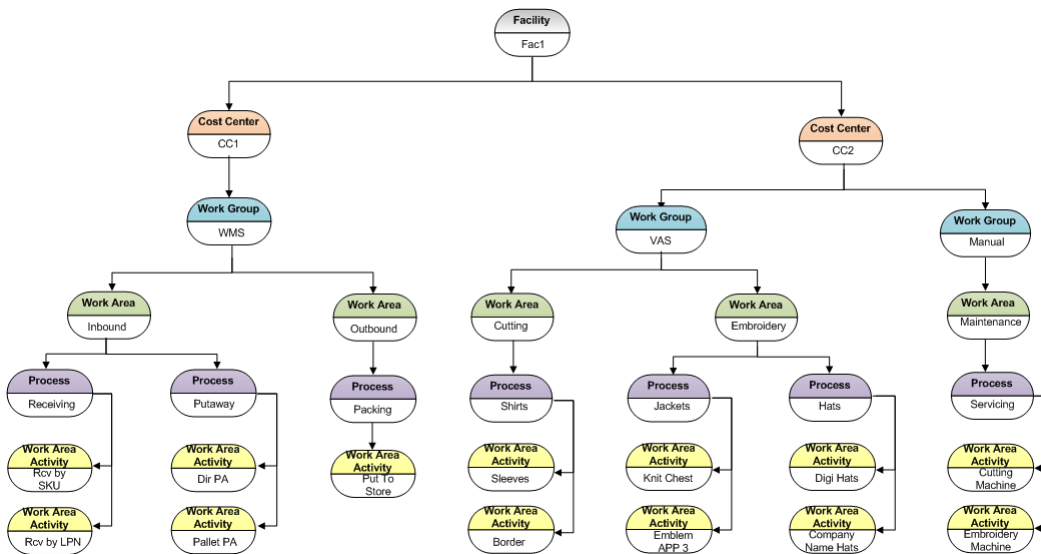 Facility
Fac1
Cost Center
CC1
Cost Center
CC2
Work Group
WMS
Work Group
VAS
Work Group
Manual
Work Area
Inbound
Work Area
Outbound
Work Area
Cutting
Work Area
Embroidery
Work Area
Maintenance
Process
Receiving
Process
Putaway
Process
Packing
Process
Shirts
Process
Jackets
Process
Hats
Process
Servicing
Work Area
Activity
Rcv by
SKU
Work Area
Activity
Dir PA
Work Area
Activity
Put To
Store
Work Area
Activity
Sleeves
Work Area
Activity
Knit Chest
Work Area
Activity
Digi Hats
Work Area
Activity
Cutting
Machine
Work Area
Activity
Rcv by LPN
Work Area
Activity
Pallet PA
Work Area
Activity
Border
Work Area
Activity
Emblem
APP 3
Work Area
Activity
Company
Name Hats
Work Area
Activity
Embroidery
Machine